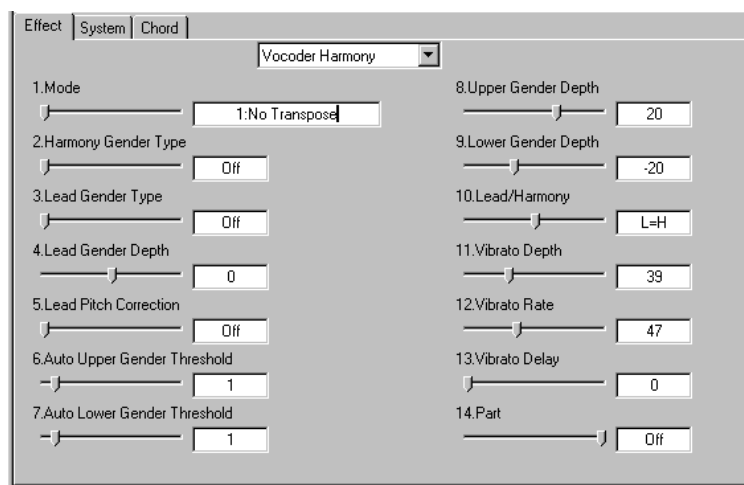 Effect System Chord
Vocoder Harmony
1.Mode
1:No Transpose
2.Harmony Gender Type
Off
3.Lead Gender Type
Off
4.Lead Gender Depth
0
5.Lead Pitch Correction
Off
6.Auto Upper Gender Threshold
1
7.Auto Lower Gender Threshold
1
8.Upper Gender Depth
20
9.Lower Gender Depth
-20
10.Lead/Harmony
L=H
11.Vibrato Depth
39
12.Vibrato Rate
47
13.Vibrato Delay
0
14.Part
Off